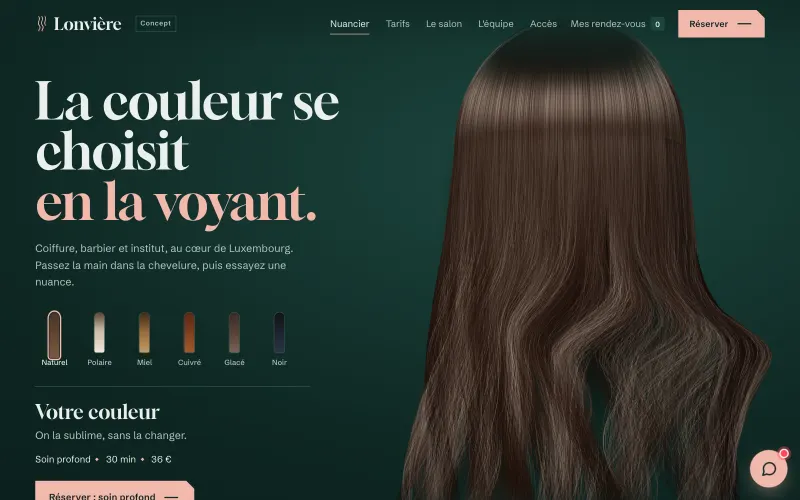 Lonvière
Concept
Nuancier
Tarifs
Le salon
L'équipe
Accès
Mes rendez-vous 0
Réserver
La couleur se
choisit
en la voyant.
Coiffure, barbier et institut, au cœur de Luxembourg.
Passez la main dans la chevelure, puis essayez une
nuance.
Naturel
Polaire
Miel
Cuivré
Glacé
Noir
Votre couleur
On la sublime, sans la changer.
Soin profond • 30 min • 36 €
Réserver : soin profond